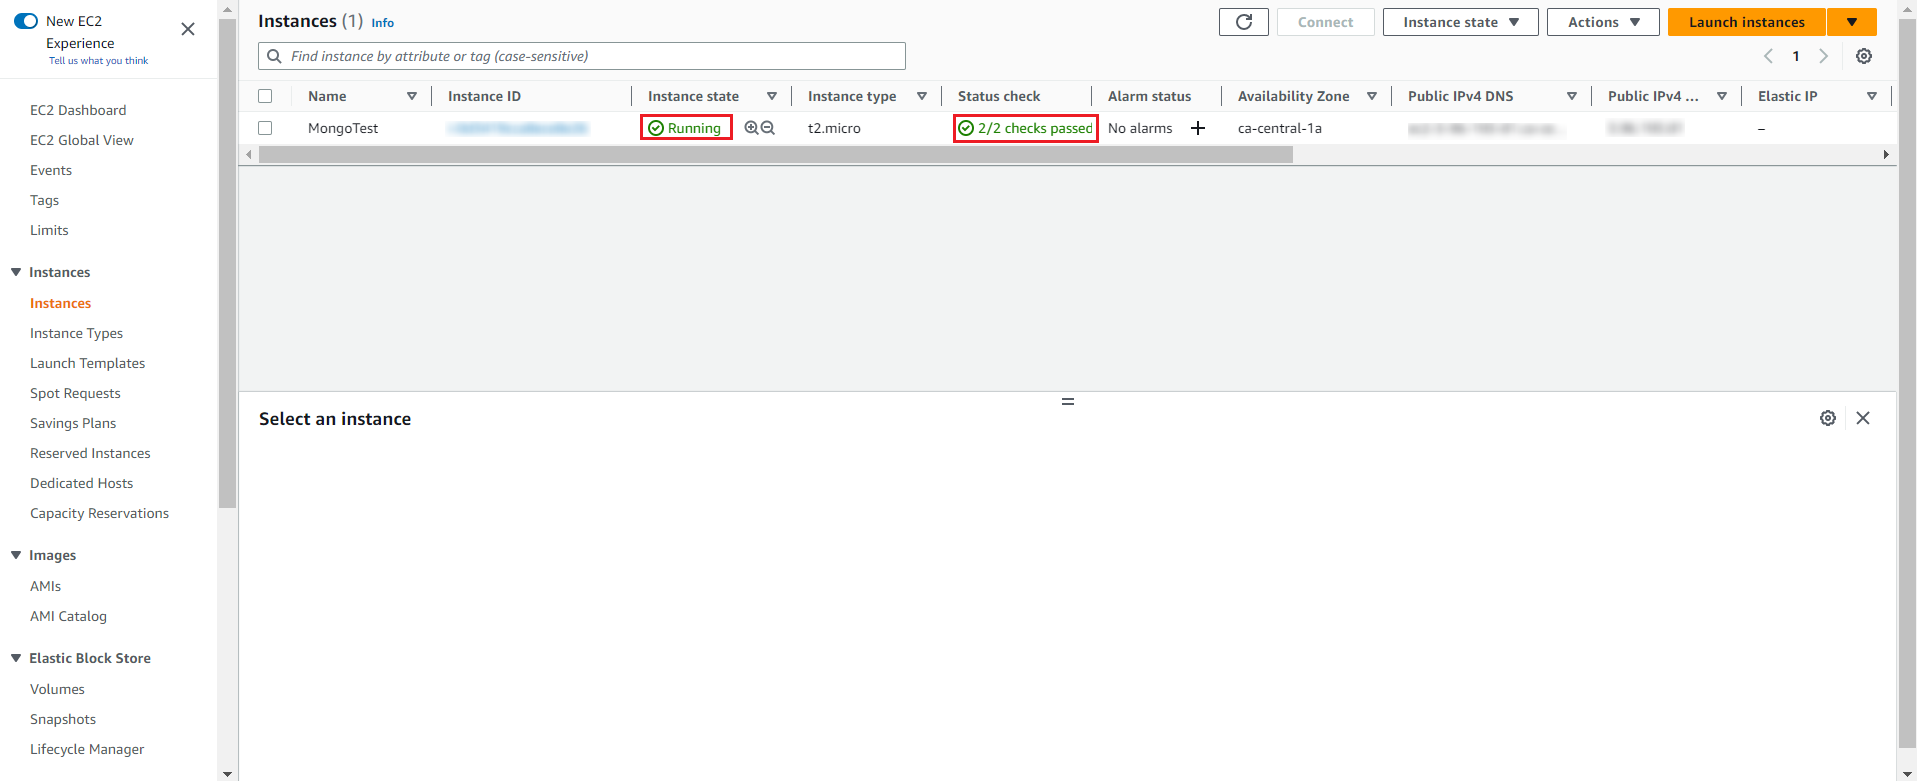 New EC2
Experience
Tell us what you think
EC2 Dashboard
EC2 Global View
Events
Tags
Limits
Instances
Instances
Instance Types
Launch Templates
Spot Requests
Savings Plans
Reserved Instances
Dedicated Hosts
Capacity Reservations
Images
AMIs
AMI Catalog
Elastic Block Store
Volumes
Snapshots
Lifecycle Manager
Instances (1) Info
Connect
Instance state
Actions
Launch instances
Find instance by attribute or tag (case-sensitive)
1
Name Instance ID Instance state Instance type Status check Alarm status Availability Zone Public IPv4 DNS Public IPv4 ... Elastic IP
MongoTest Running t2.micro 2/2 checks passed No alarms ca-central-1a –
Select an instance